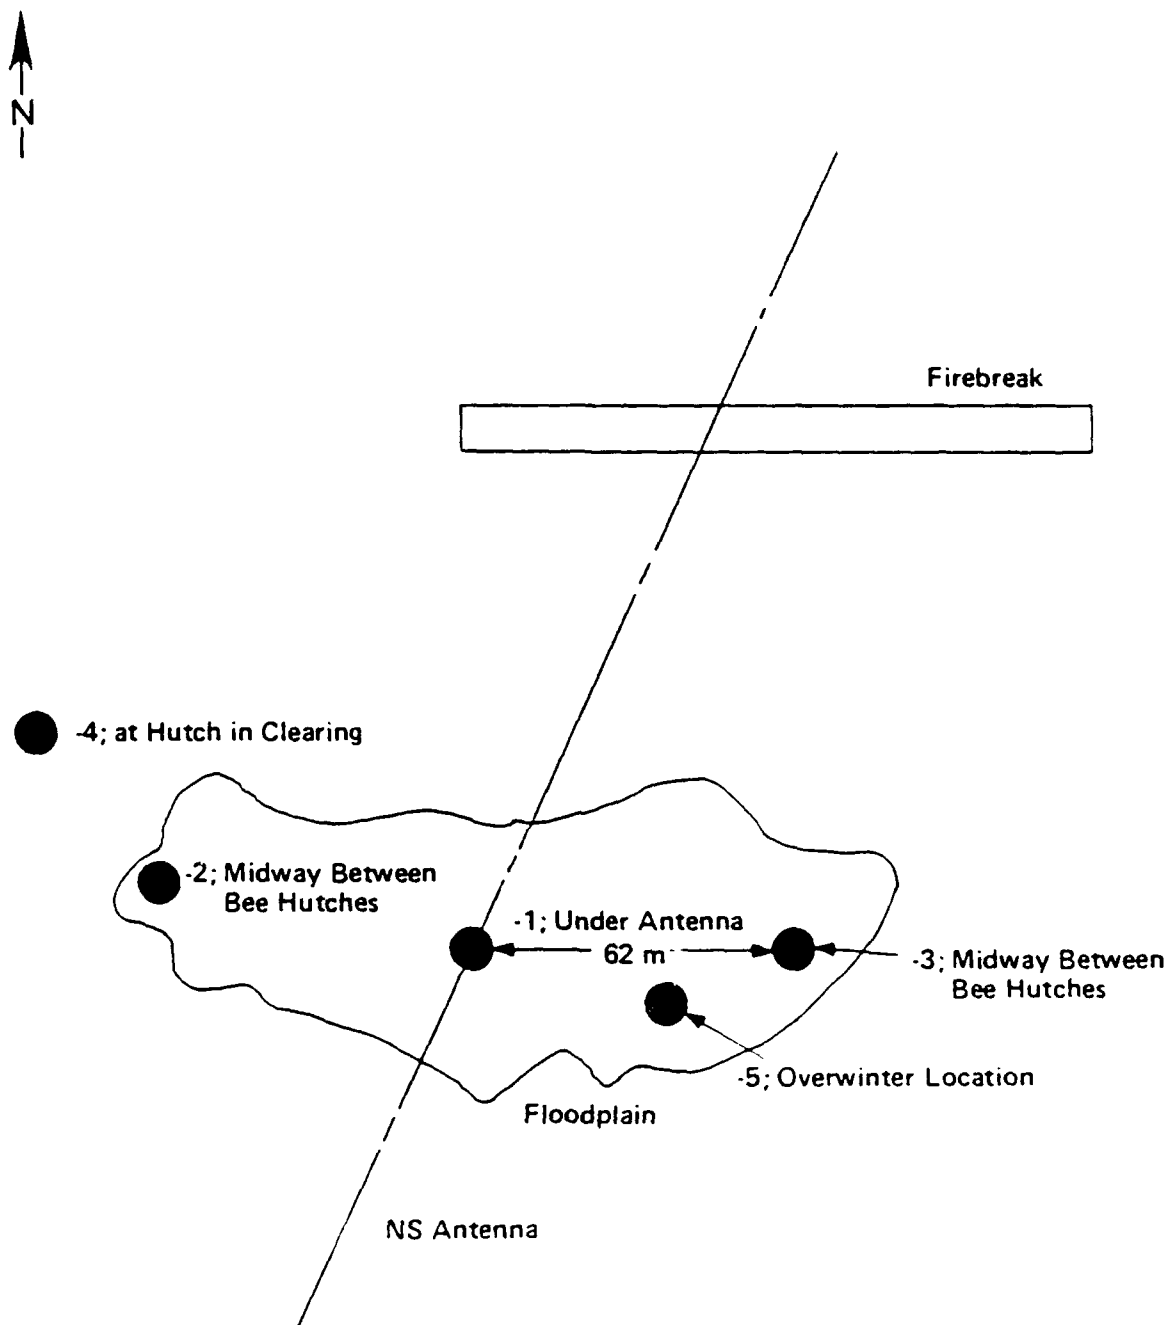 N
Firebreak
-4; at Hutch in Clearing
-2; Midway Between
Bee Hutches
-1; Under Antenna
62 m
-3; Midway Between
Bee Hutches
-5; Overwinter Location
Floodplain
NS Antenna